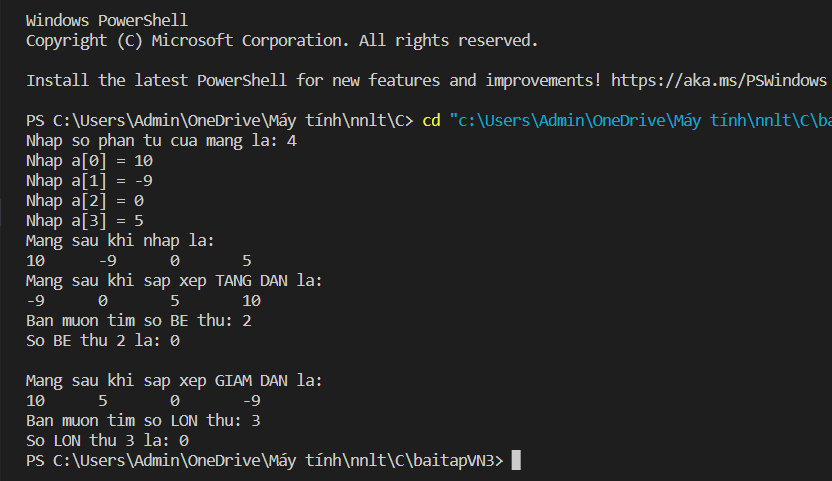 Windows PowerShell
Copyright (C) Microsoft Corporation. All rights reserved.
Install the latest PowerShell for new features and improvements! https://aka.ms/PSWindows
PS C:\Users\Admin\OneDrive\Máy tính\nnlt\C> cd "c:\Users\Admin\OneDrive\Máy tính\nnlt\C\ba
Nhap so phan tu cua mang la: 4
Nhap a[0] = 10
Nhap a[1] = -9
Nhap a[2] = 0
Nhap a[3] = 5
Mang sau khi nhap la:
10 -9 0 5
Mang sau khi sap xep TANG DAN la:
-9 0 5 10
Ban muon tim so BE thu: 2
So BE thu 2 la: 0
Mang sau khi sap xep GIAM DAN la:
10 5 0 -9
Ban muon tim so LON thu: 3
So LON thu 3 la: 0
PS C:\Users\Admin\OneDrive\Máy tính\nnlt\C\baitapVN3>